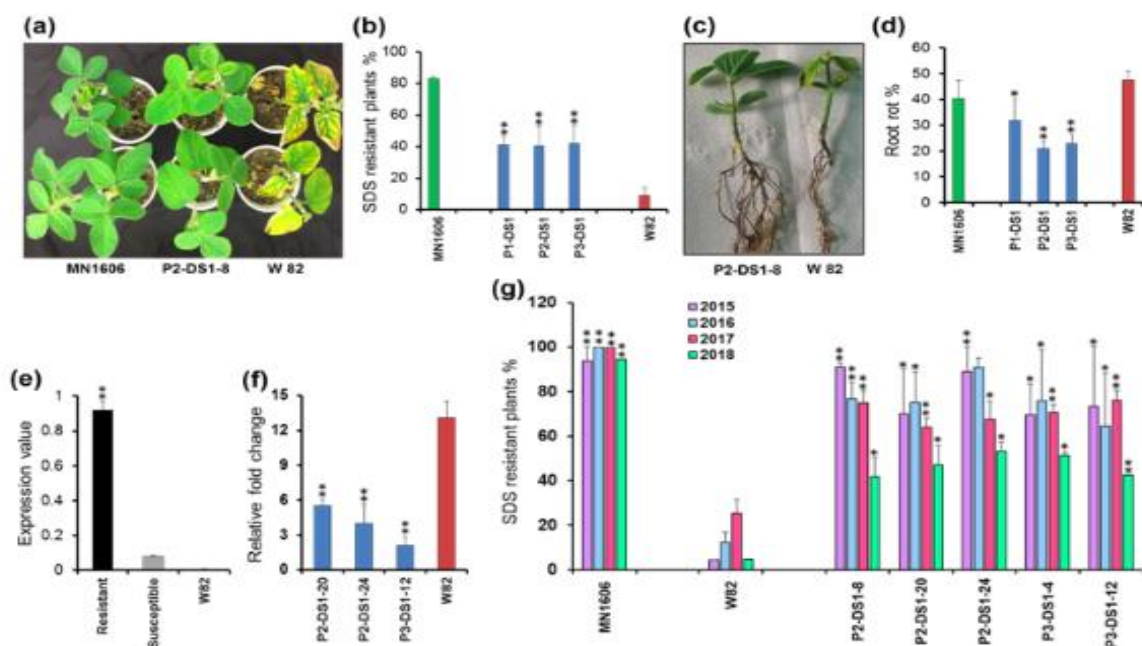 (a)
MN1606 P2-DS1-8 W 82
(b)
SDS resistant plants %
100
80
60
40
20
0
** ** **
MN1606
P1-DS1
P2-DS1
P3-DS1
W82
(c)
P2-DS1-8 W 82
(d)
Root rot %
60
50
40
30
20
10
0
* ** **
MN1606
P1-DS1
P2-DS1
P3-DS1
W82
(e)
Expression value
1
0.8
0.6
0.4
0.2
0
**
Resistant
Susceptible
W82
(f)
Relative fold change
15
12
9
6
3
0
** ** **
P2-DS1-20
P2-DS1-24
P3-DS1-12
W82
(g)
SDS resistant plants %
120
100
80
60
40
20
0
2015
2016
2017
2018
** ** ** **
** ** ** *
* * ** *
** * *
* * ** *
* * ** **
MN1606
W82
P2-DS1-8
P2-DS1-20
P2-DS1-24
P3-DS1-4
P3-DS1-12